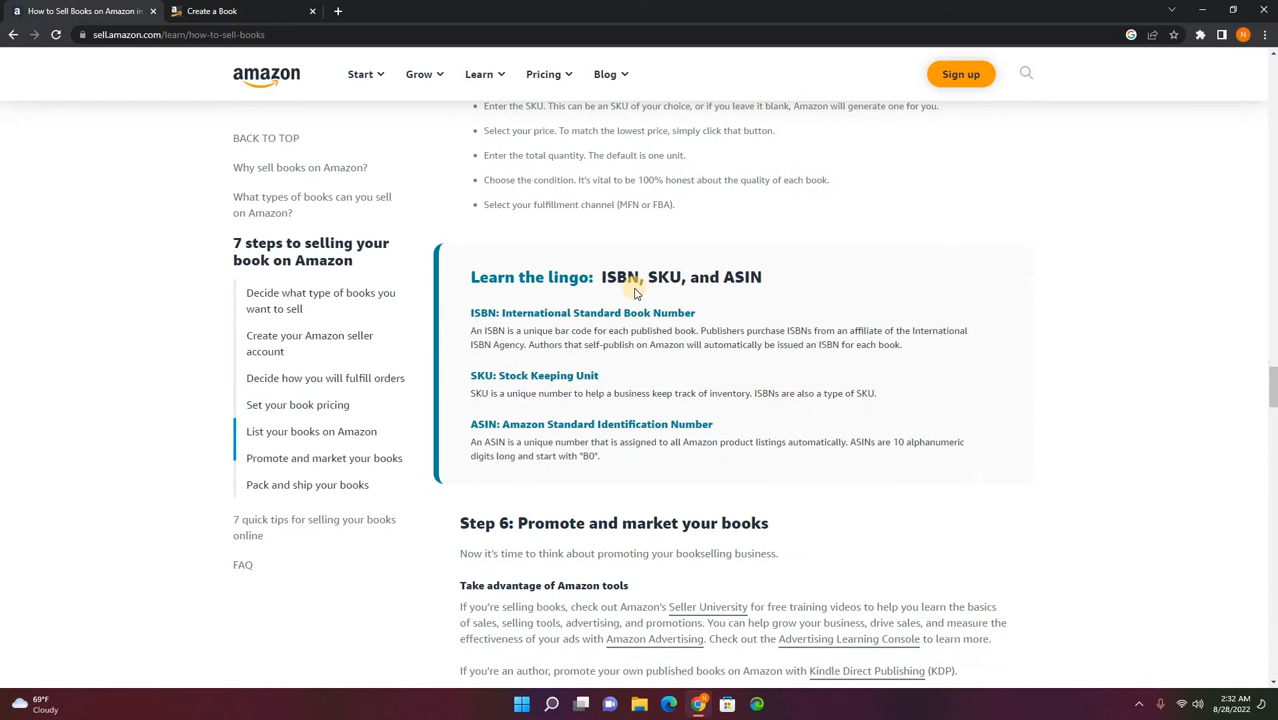 How to Sell Books on Amazon in
Create a Book
sell.amazon.com/learn/how-to-sell-books
N
amazon
Start
Grow
Learn
Pricing
Blog
Sign up
Enter the SKU. This can be an SKU of your choice, or if you leave it blank, Amazon will generate one for you.
Select your price. To match the lowest price, simply click that button.
Enter the total quantity. The default is one unit.
Choose the condition. It's vital to be 100% honest about the quality of each book.
Select your fulfillment channel (MFN or FBA).
BACK TO TOP
Why sell books on Amazon?
What types of books can you sell
on Amazon?
7 steps to selling your
book on Amazon
Decide what type of books you
want to sell
Create your Amazon seller
account
Decide how you will fulfill orders
Set your book pricing
List your books on Amazon
Promote and market your books
Pack and ship your books
7 quick tips for selling your books
online
FAQ
Learn the lingo: ISBN, SKU, and ASIN
ISBN: International Standard Book Number
An ISBN is a unique bar code for each published book. Publishers purchase ISBNs from an affiliate of the International
ISBN Agency. Authors that self-publish on Amazon will automatically be issued an ISBN for each book.
SKU: Stock Keeping Unit
SKU is a unique number to help a business keep track of inventory. ISBNs are also a type of SKU.
ASIN: Amazon Standard Identification Number
An ASIN is a unique number that is assigned to all Amazon product listings automatically. ASINs are 10 alphanumeric
digits long and start with "B0".
Step 6: Promote and market your books
Now it's time to think about promoting your bookselling business.
Take advantage of Amazon tools
If you're selling books, check out Amazon's Seller University for free training videos to help you learn the basics
of sales, selling tools, advertising, and promotions. You can help grow your business, drive sales, and measure the
effectiveness of your ads with Amazon Advertising. Check out the Advertising Learning Console to learn more.
If you're an author, promote your own published books on Amazon with Kindle Direct Publishing (KDP).
69°F
Cloudy
2:32 AM
8/28/2022